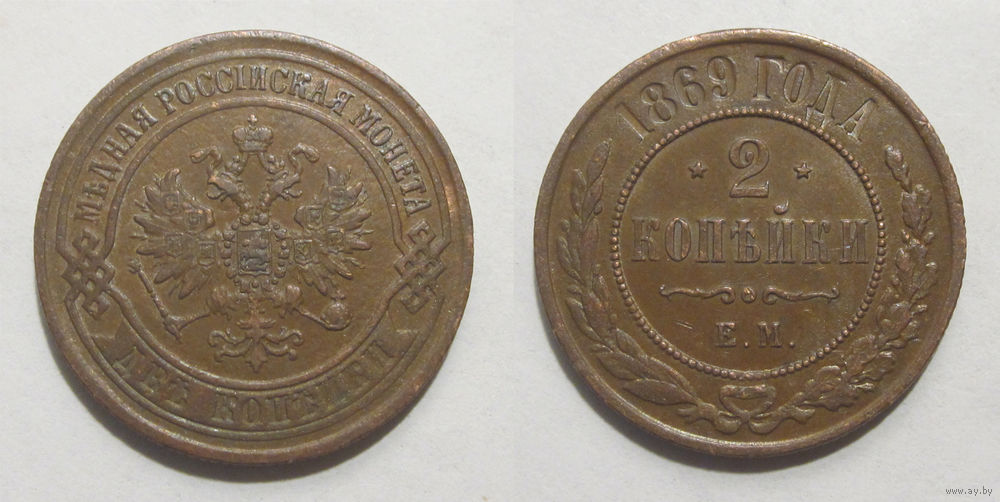 МѢДНАЯ РОССІЙСКАЯ МОНЕТА
ДВѢ КОПѢЙКИ
1869 ГОДА
2
КОПѢЙКИ
Е.М.
www.ay.by